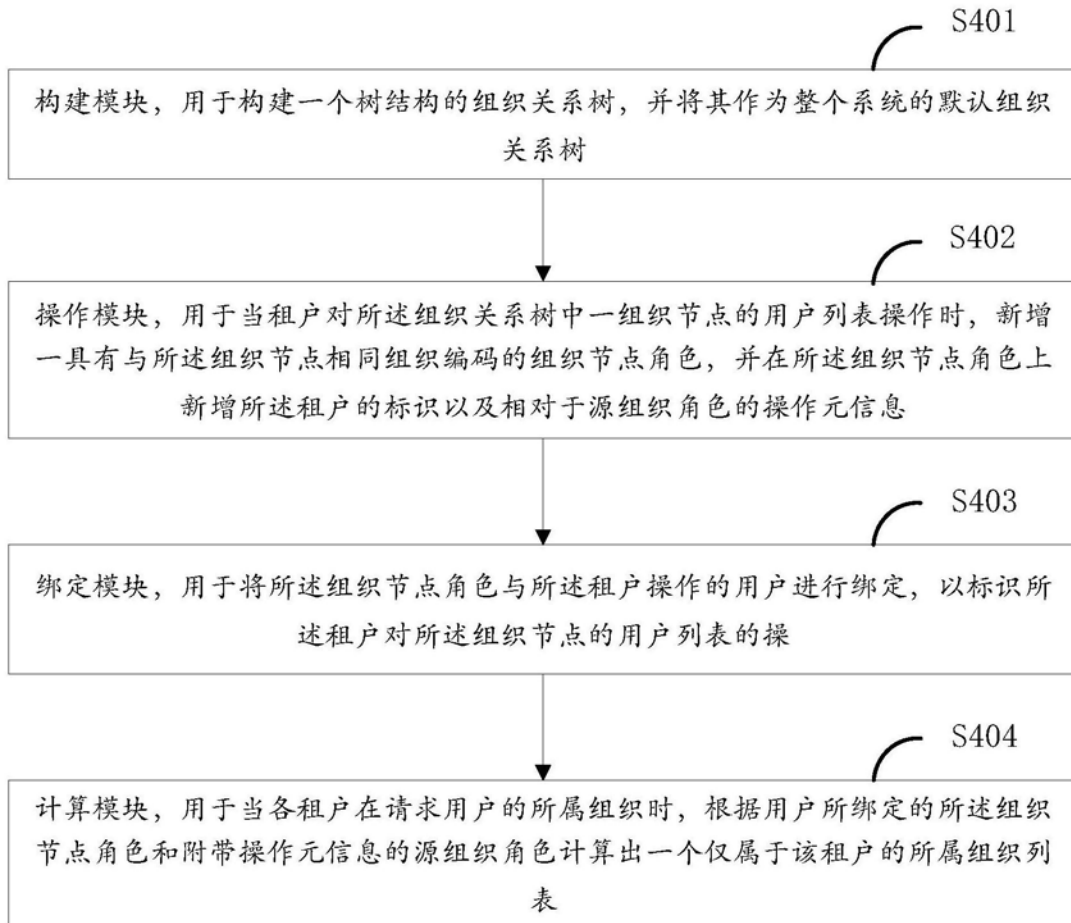 S401
构建模块，用于构建一个树结构的组织关系树，并将其作为整个系统的默认组织
关系树
S402
操作模块，用于当租户对所述组织关系树中一组织节点的用户列表操作时，新增
一具有与所述组织节点相同组织编码的组织节点角色，并在所述组织节点角色上
新增所述租户的标识以及相对于源组织角色的操作元信息
S403
绑定模块，用于将所述组织节点角色与所述租户操作的用户进行绑定，以标识所
述租户对所述组织节点的用户列表的操
S404
计算模块，用于当各租户在请求用户的所属组织时，根据用户所绑定的所述组织
节点角色和附带操作元信息的源组织角色计算出一个仅属于该租户的所属组织列
表